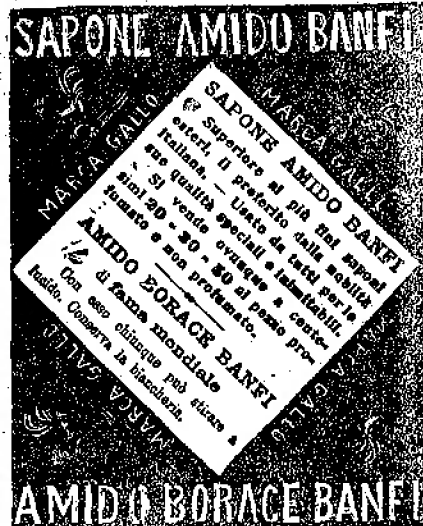 SAPONE AMIDO BANFI
MARCA GALLO
MARCA GALLO
SAPONE AMIDO BANFI
è Superiore ai più fini saponi
esteri, il preferito dalla nobiltà
italiana. — Usato da tutti per le
sue qualità speciali e inimitabili.
Si vende ovunque a cente-
simi 20 - 30 - 50 al pezzo pro-
fumato e non profumato.
AMIDO BORACE BANFI
di fama mondiale
Con esso chiunque può stirare a
lucido. Conserva la biancheria.
MARCA GALLO
MARCA GALLO
AMIDO BORACE BANFI